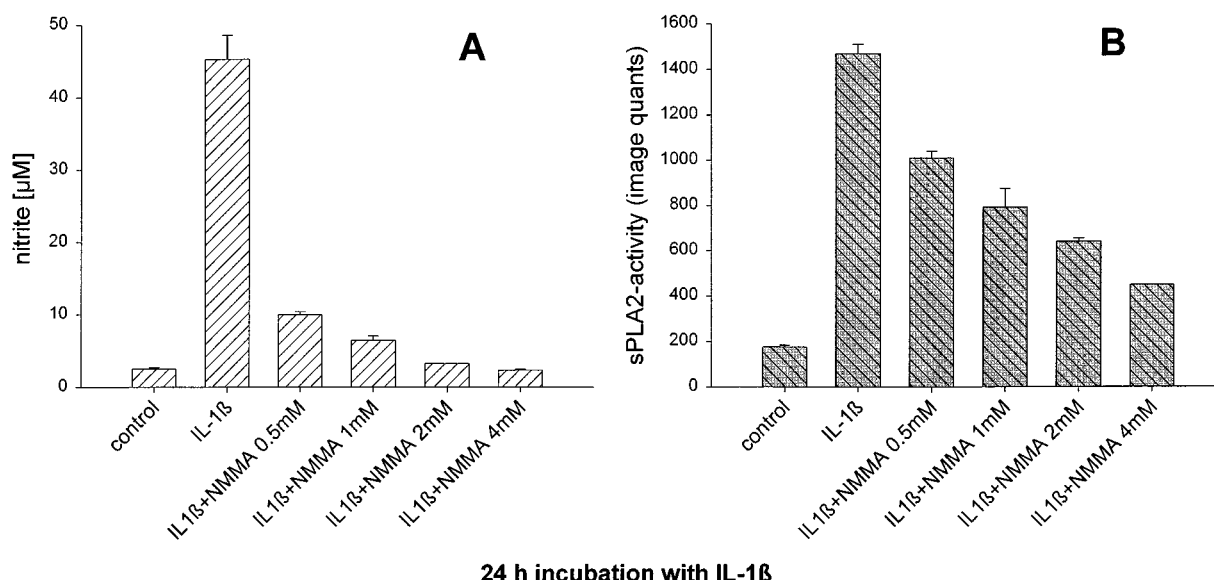 A
nitrite [µM]
50
40
30
20
10
0
control
IL-1ß
IL1ß+NMMA 0.5mM
IL1ß+NMMA 1mM
IL1ß+NMMA 2mM
IL1ß+NMMA 4mM
B
sPLA2-activity (image quants)
1600
1400
1200
1000
800
600
400
200
0
control
IL-1ß
IL1ß+NMMA 0.5mM
IL1ß+NMMA 1mM
IL1ß+NMMA 2mM
IL1ß+NMMA 4mM
24 h incubation with IL-1ß